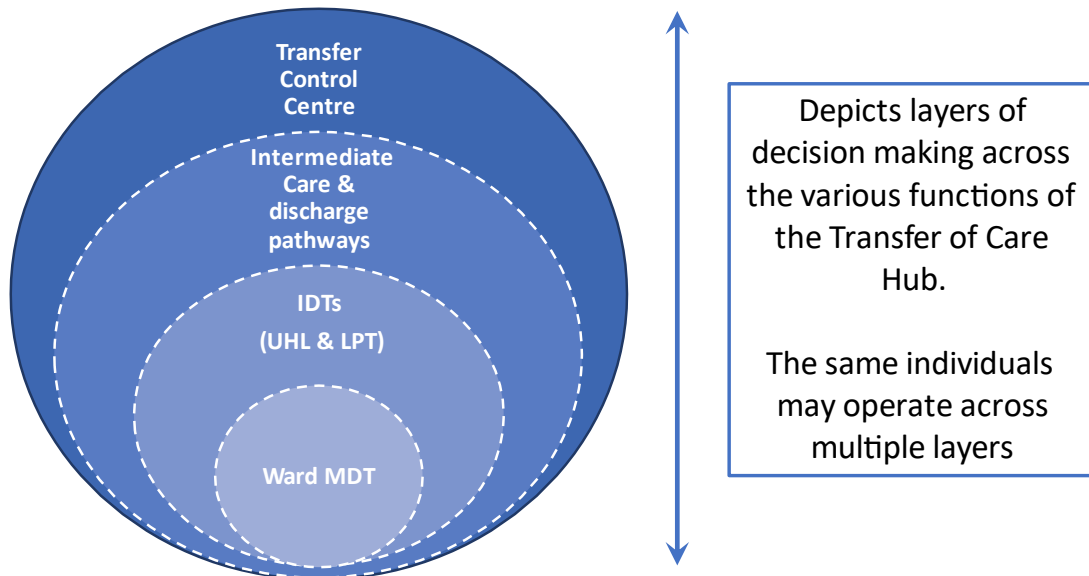 Transfer
Control
Centre
Intermediate
Care &
discharge
pathways
IDTs
(UHL & LPT)
Ward MDT
Depicts layers of
decision making across
the various functions of
the Transfer of Care
Hub.
The same individuals
may operate across
multiple layers